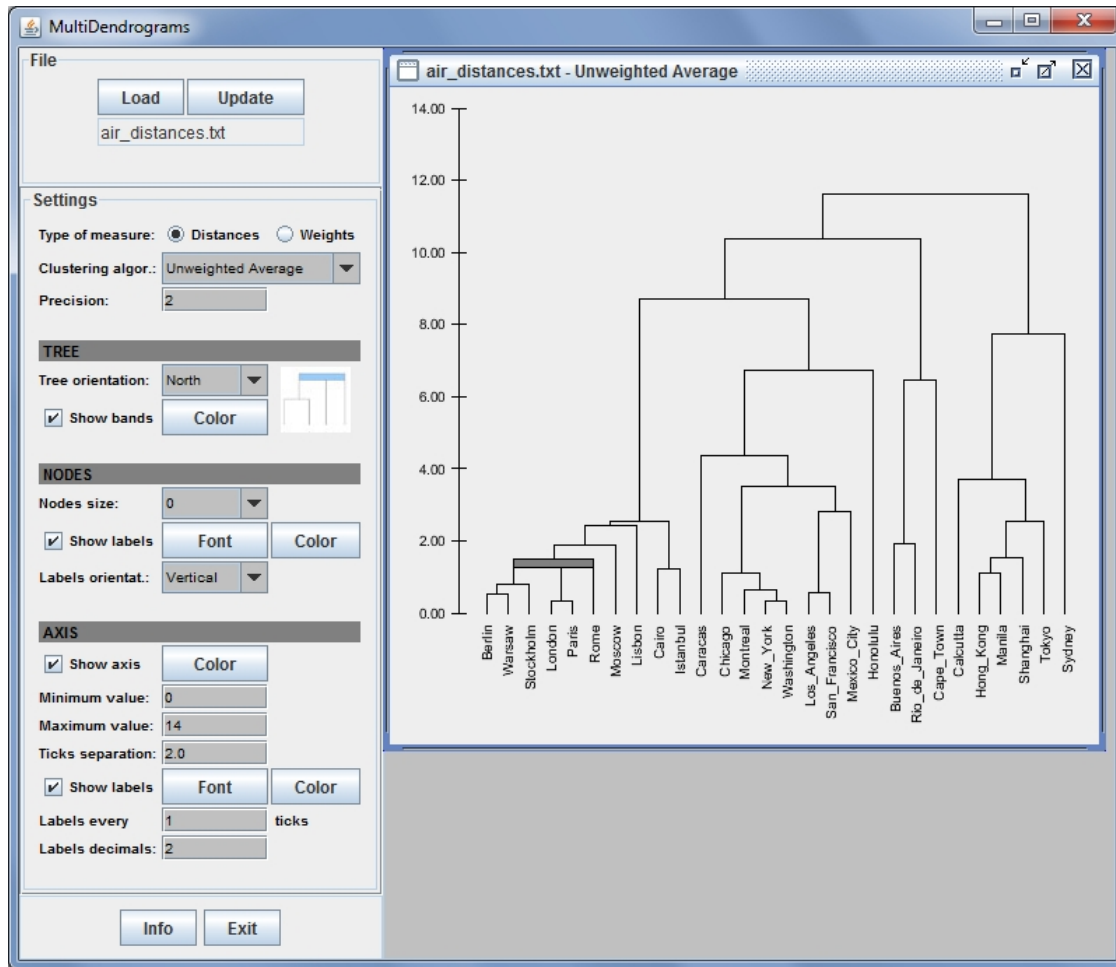 MultiDendrograms
File
Load Update
air_distances.txt
Settings
Type of measure: Distances Weights
Clustering algor.: Unweighted Average
Precision: 2
TREE
Tree orientation: North
Show bands Color
NODES
Nodes size: 0
Show labels Font Color
Labels orientat.: Vertical
AXIS
Show axis Color
Minimum value: 0
Maximum value: 14
Ticks separation: 2.0
Show labels Font Color
Labels every 1 ticks
Labels decimals: 2
Info Exit
air_distances.txt - Unweighted Average
14.00
12.00
10.00
8.00
6.00
4.00
2.00
0.00
Berlin
Warsaw
Stockholm
London
Paris
Rome
Moscow
Lisbon
Cairo
Istanbul
Caracas
Chicago
Montreal
New_York
Washington
Los_Angeles
San_Francisco
Mexico_City
Honolulu
Buenos_Aires
Rio_de_Janeiro
Cape_Town
Calcutta
Hong_Kong
Manila
Shanghai
Tokyo
Sydney